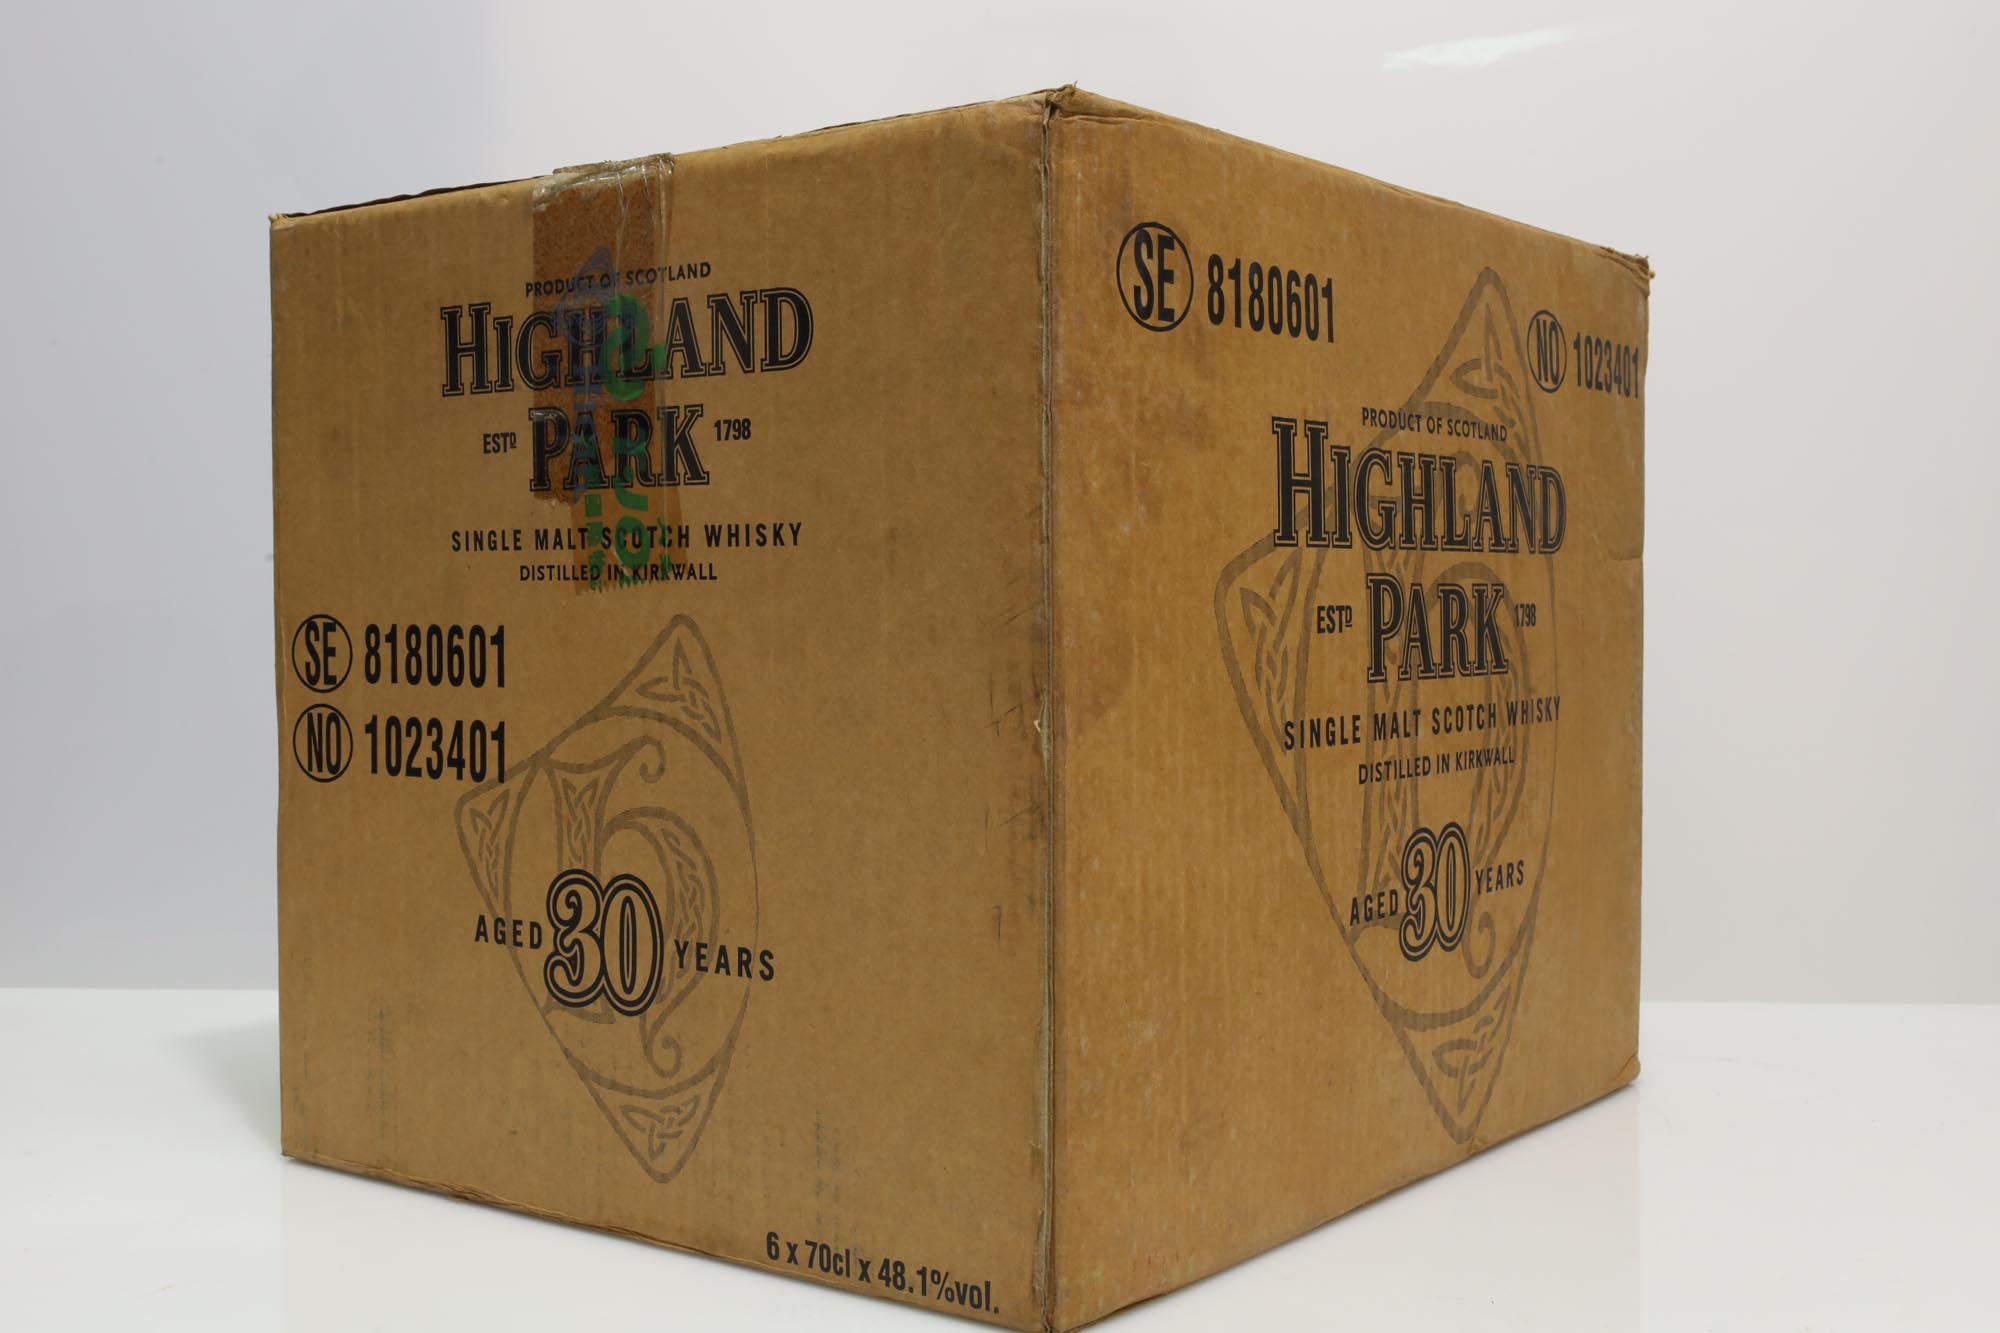 PRODUCT OF SCOTLAND
HIGHLAND
ESTD PARK 1798
SINGLE MALT SCOTCH WHISKY
DISTILLED IN KIRKWALL
SE 8180601
NO 1023401
AGED 30 YEARS
6 x 70cl x 48.1%vol.
SE 8180601
NO 1023401
PRODUCT OF SCOTLAND
HIGHLAND
ESTD PARK 1798
SINGLE MALT SCOTCH WHISKY
DISTILLED IN KIRKWALL
AGED 30 YEARS